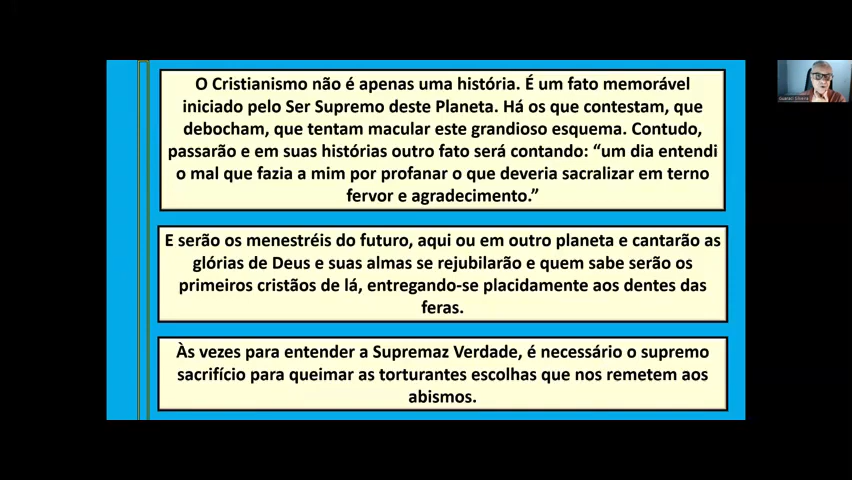 O Cristianismo não é apenas uma história. É um fato memorável
iniciado pelo Ser Supremo deste Planeta. Há os que contestam, que
debocham, que tentam macular este grandioso esquema. Contudo,
passarão e em suas histórias outro fato será contando: “um dia entendi
o mal que fazia a mim por profanar o que deveria sacralizar em terno
fervor e agradecimento.”
E serão os menestréis do futuro, aqui ou em outro planeta e cantarão as
glórias de Deus e suas almas se rejubilarão e quem sabe serão os
primeiros cristãos de lá, entregando-se placidamente aos dentes das
feras.
Às vezes para entender a Supremaz Verdade, é necessário o supremo
sacrifício para queimar as torturantes escolhas que nos remetem aos
abismos.